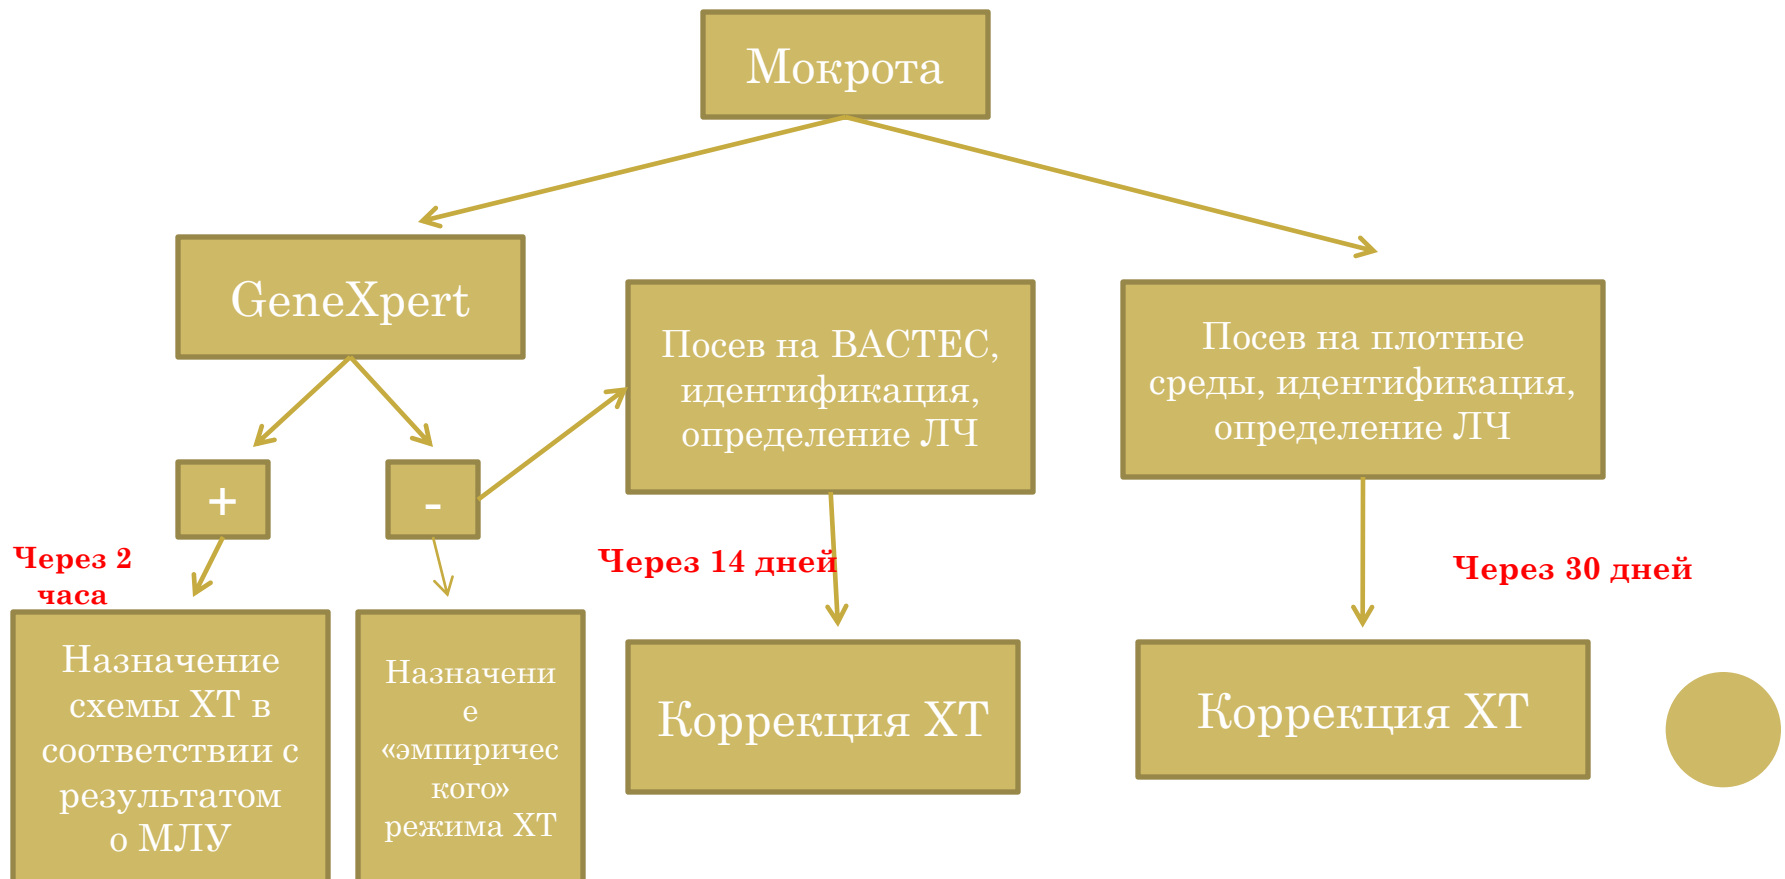 Мокрота
GeneXpert
Посев на BACTEC,
идентификация,
определение ЛЧ
Посев на плотные
среды, идентификация,
определение ЛЧ
+
-
Через 2
часа
Через 14 дней
Через 30 дней
Назначение
схемы ХТ в
соответствии с
результатом
о МЛУ
Назначени
е
«эмпиричес
кого»
режима ХТ
Коррекция ХТ
Коррекция ХТ